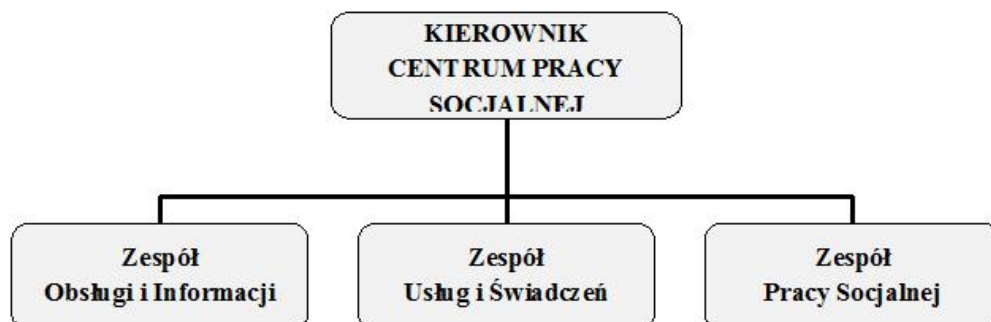 KIEROWNIK
CENTRUM PRACY
SOCJALNEJ
Zespół
Obsługi i Informacji
Zespół
Usług i Świadczeń
Zespół
Pracy Socjalnej